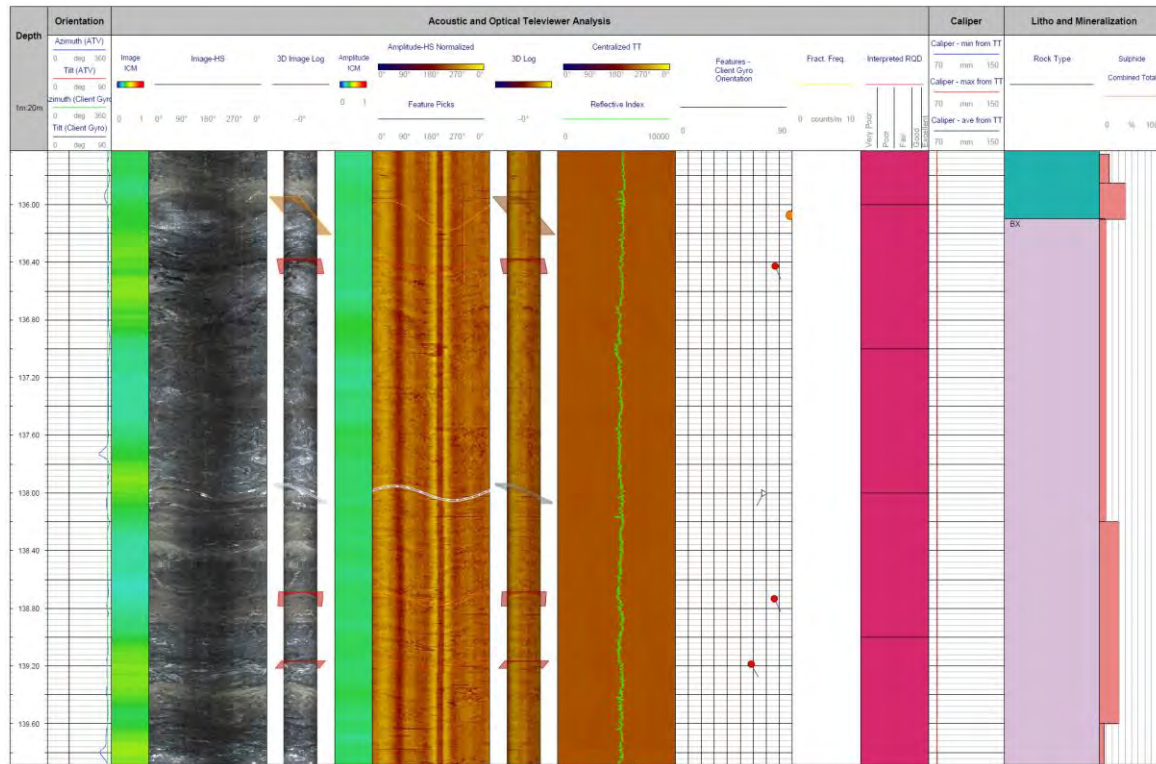 Depth
1m:20m
Orientation
Azimuth (ATV)
0 deg 360
Tilt (ATV)
0 deg 90
Azimuth (Client Gyro
0 deg 360
Tilt (Client Gyro)
0 deg 90
Acoustic and Optical Televiewer Analysis
Image
ICM
0 1
Image-HS
0° 90° 180° 270° 0°
3D Image Log
-0°
Amplitude
ICM
0 1
Amplitude-HS Normalized
0° 90° 180° 270° 0°
Feature Picks
0° 90° 180° 270° 0°
3D Log
-0°
Centralized TT
0° 90° 180° 270° 0°
Reflective Index
0 10000
Features -
Client Gyro
Orientation
0 90
Fract. Freq.
0 counts/m 10
Interpreted RQD
Very Poor
Poor
Fair
Good
Excellent
Caliper
Caliper - min from TT
70 mm 150
Caliper - max from TT
70 mm 150
Caliper - ave from TT
70 mm 150
Litho and Mineralization
Rock Type
Sulphide
Combined Total
0 % 100
136.00
136.40
136.80
137.20
137.60
138.00
138.40
138.80
139.20
139.60
BX